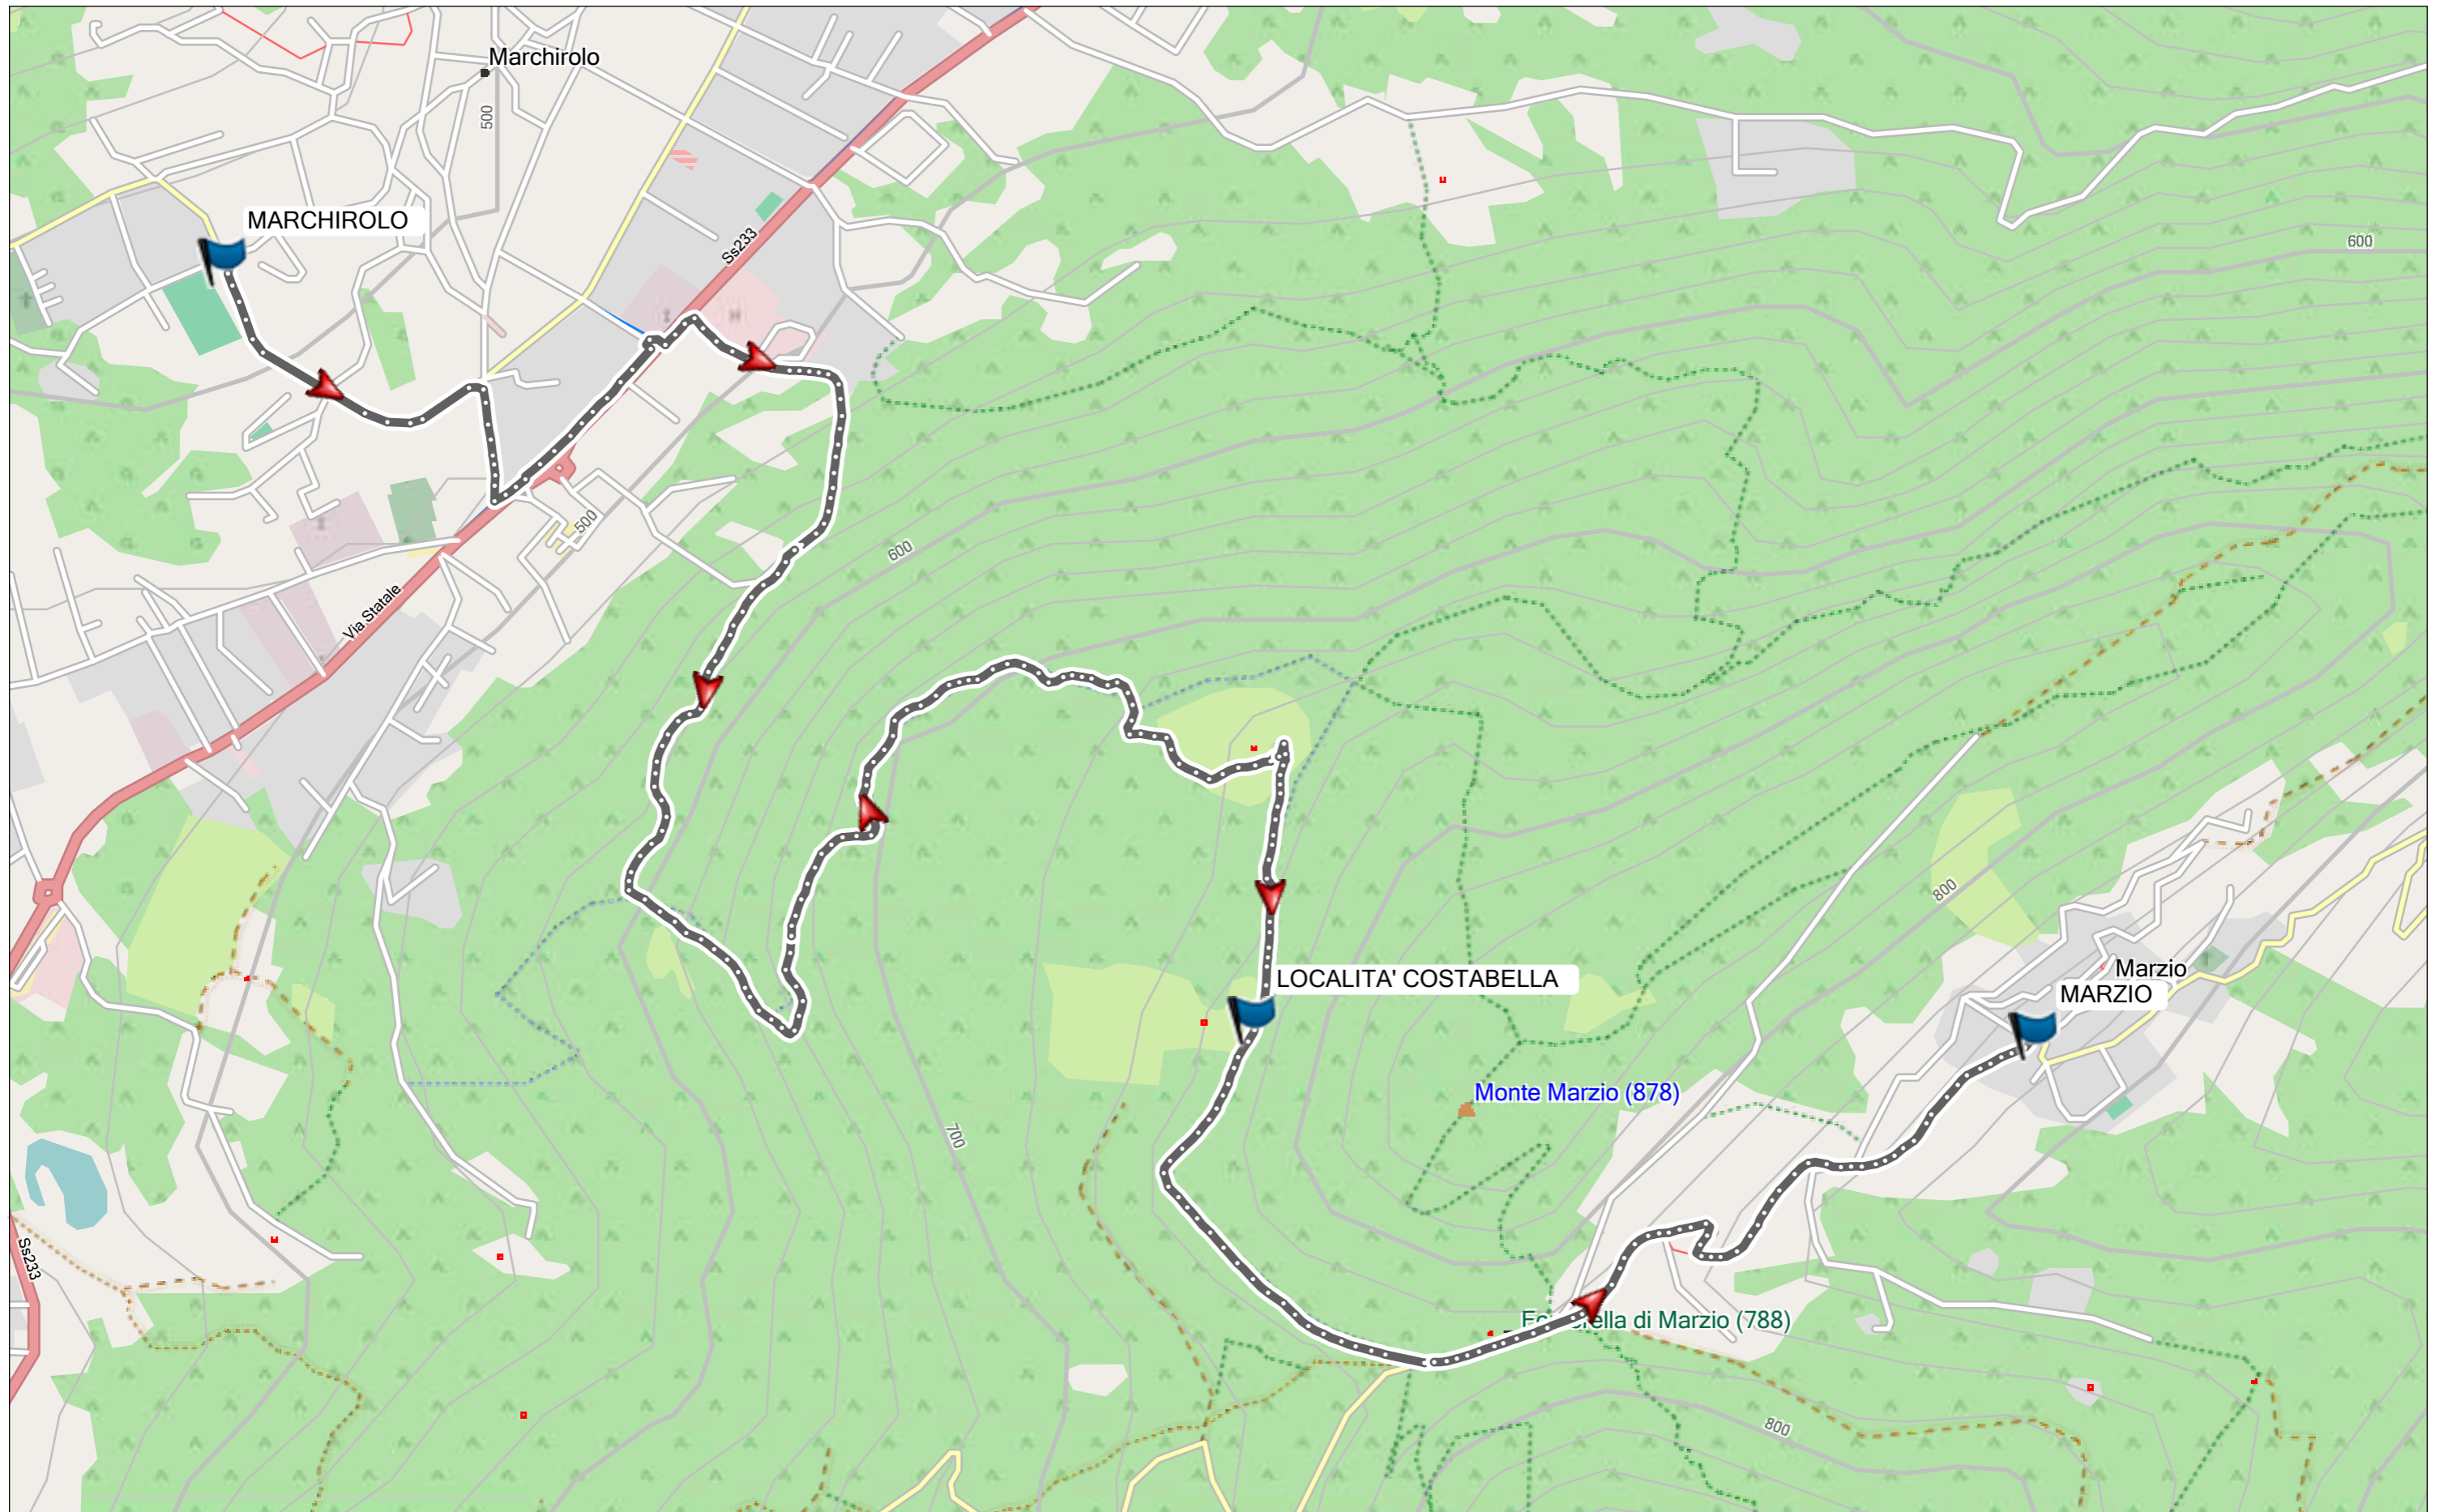 Marchirolo
500
MARCHIROLO
Ss233
600
500
600
Via Statale
800
Marzio
MARZIO
LOCALITA' COSTABELLA
Monte Marzio (878)
700
Ss233
di Marzio (788)
800